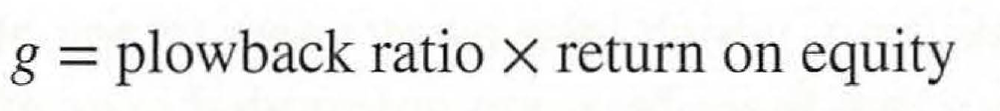 g = plowback ratio × return on equity